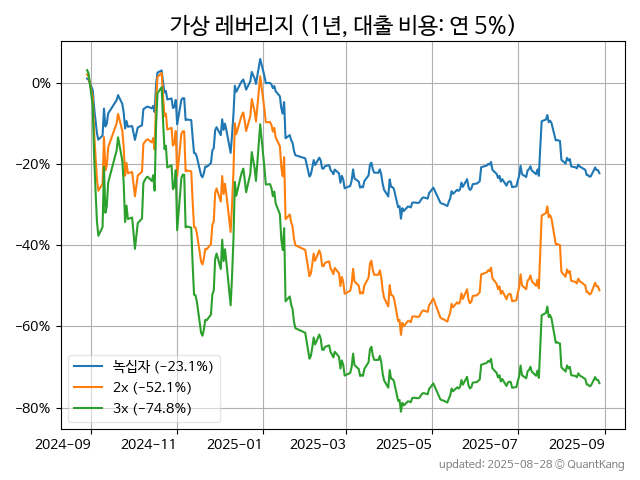 가상 레버리지 (1년, 대출 비용: 연 5%)
0%
−20%
−40%
−60%
−80%
녹십자 (−23.1%)
2x (−52.1%)
3x (−74.8%)
2024-09 2024-11 2025-01 2025-03 2025-05 2025-07 2025-09
updated: 2025-08-28 © QuantKang